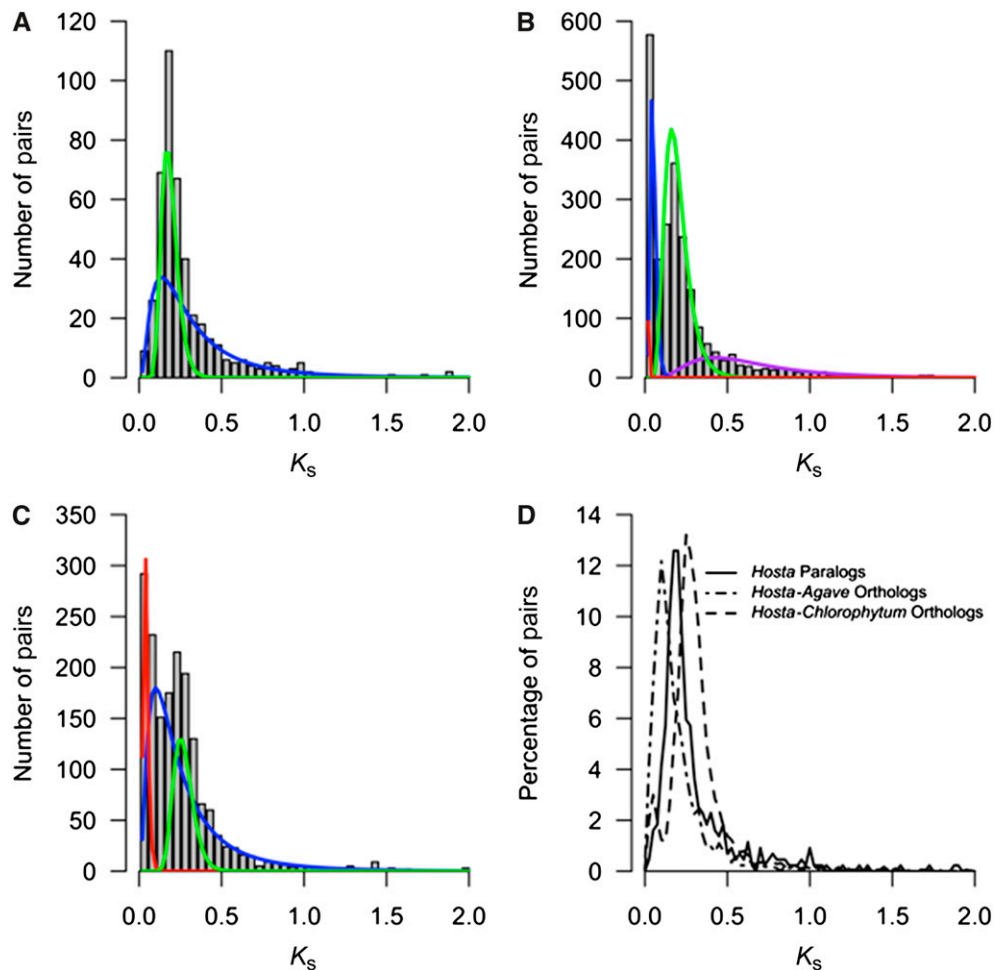 A
120
100
80
60
40
20
0
Number of pairs
0.0 0.5 1.0 1.5 2.0
Ks
B
600
500
400
300
200
100
0
Number of pairs
0.0 0.5 1.0 1.5 2.0
Ks
C
350
300
250
200
150
100
50
0
Number of pairs
0.0 0.5 1.0 1.5 2.0
Ks
D
14
12
10
8
6
4
2
0
Percentage of pairs
Hosta Paralogs
Hosta-Agave Orthologs
Hosta-Chlorophytum Orthologs
0.0 0.5 1.0 1.5 2.0
Ks